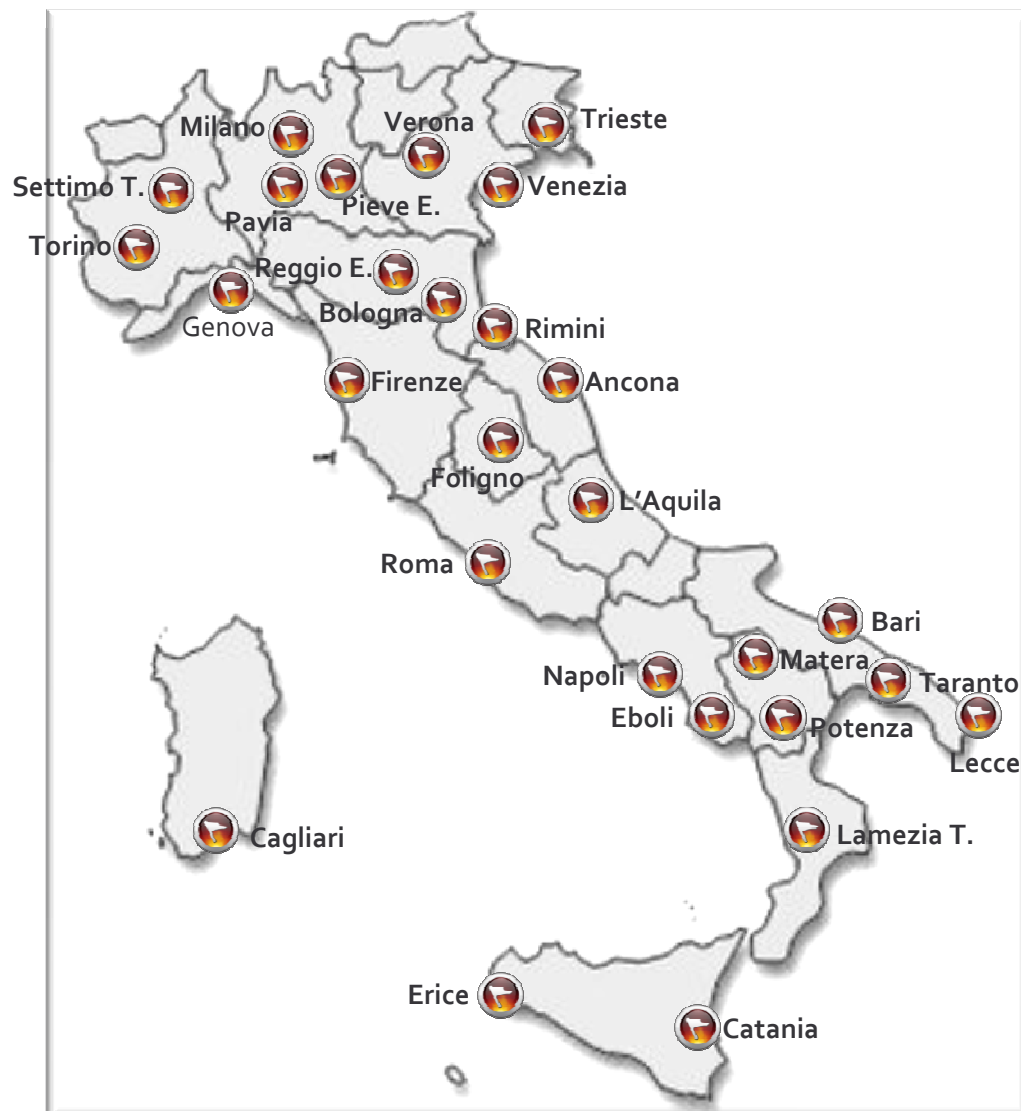 Trieste
Verona
Milano
Settimo T.
Venezia
Pieve E.
Pavia
Torino
Reggio E.
Bologna
Genova
Rimini
Firenze
Ancona
Foligno
L'Aquila
Roma
Bari
Matera
Napoli
Taranto
Eboli
Potenza
Lecce
Cagliari
Lamezia T.
Erice
Catania